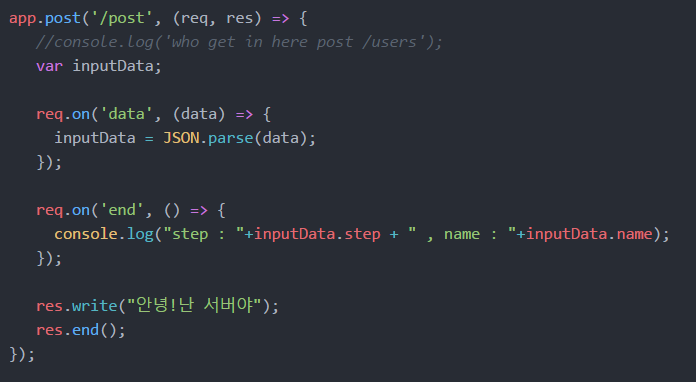 app.post('/post', (req, res) => {
//console.log('who get in here post /users');
var inputData;
req.on('data', (data) => {
inputData = JSON.parse(data);
});
req.on('end', () => {
console.log("step : "+inputData.step + " , name : "+inputData.name);
});
res.write("안녕!난 서버야");
res.end();
});